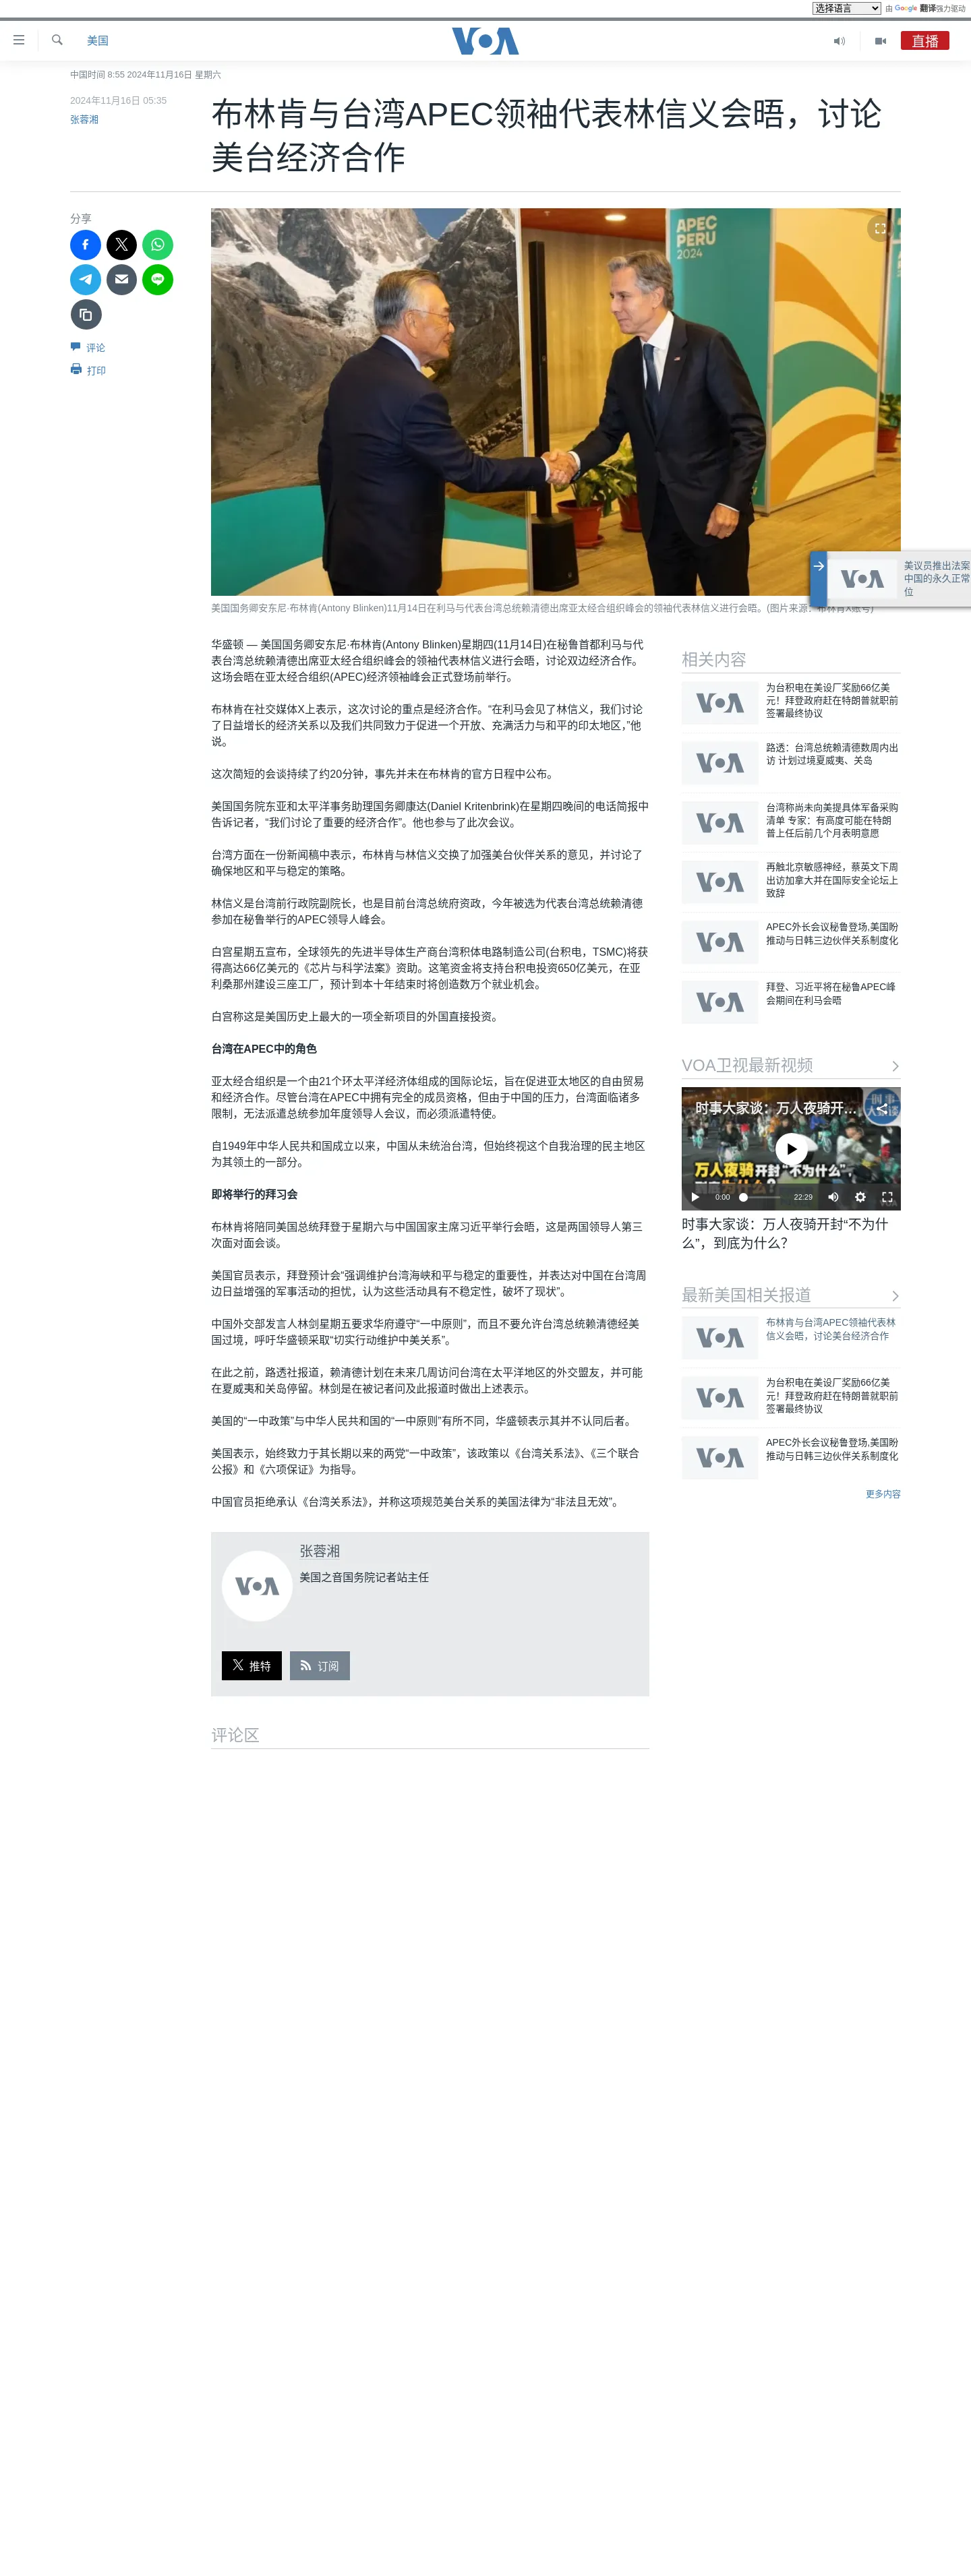 选择语言
由 Google 翻译强力驱动
美国
VOA
直播
中国时间 8:55 2024年11月16日 星期六
2024年11月16日 05:35
张蓉湘
布林肯与台湾APEC领袖代表林信义会晤，讨论
美台经济合作
分享
评论
打印
APEC
PERU
2024
美议员推出法案
中国的永久正常
位
VOA
美国国务卿安东尼·布林肯(Antony Blinken)11月14日在利马与代表台湾总统赖清德出席亚太经合组织峰会的领袖代表林信义进行会晤。(图片来源：布林肯X账号)
华盛顿 — 美国国务卿安东尼·布林肯(Antony Blinken)星期四(11月14日)在秘鲁首都利马与代
表台湾总统赖清德出席亚太经合组织峰会的领袖代表林信义进行会晤，讨论双边经济合作。
这场会晤在亚太经合组织(APEC)经济领袖峰会正式登场前举行。
布林肯在社交媒体X上表示，这次讨论的重点是经济合作。“在利马会见了林信义，我们讨论
了日益增长的经济关系以及我们共同致力于促进一个开放、充满活力与和平的印太地区，”他
说。
这次简短的会谈持续了约20分钟，事先并未在布林肯的官方日程中公布。
美国国务院东亚和太平洋事务助理国务卿康达(Daniel Kritenbrink)在星期四晚间的电话简报中
告诉记者，“我们讨论了重要的经济合作”。他也参与了此次会议。
台湾方面在一份新闻稿中表示，布林肯与林信义交换了加强美台伙伴关系的意见，并讨论了
确保地区和平与稳定的策略。
林信义是台湾前行政院副院长，也是目前台湾总统府资政，今年被选为代表台湾总统赖清德
参加在秘鲁举行的APEC领导人峰会。
白宫星期五宣布，全球领先的先进半导体生产商台湾积体电路制造公司(台积电，TSMC)将获
得高达66亿美元的《芯片与科学法案》资助。这笔资金将支持台积电投资650亿美元，在亚
利桑那州建设三座工厂，预计到本十年结束时将创造数万个就业机会。
白宫称这是美国历史上最大的一项全新项目的外国直接投资。
台湾在APEC中的角色
亚太经合组织是一个由21个环太平洋经济体组成的国际论坛，旨在促进亚太地区的自由贸易
和经济合作。尽管台湾在APEC中拥有完全的成员资格，但由于中国的压力，台湾面临诸多
限制，无法派遣总统参加年度领导人会议，而必须派遣特使。
自1949年中华人民共和国成立以来，中国从未统治台湾，但始终视这个自我治理的民主地区
为其领土的一部分。
即将举行的拜习会
布林肯将陪同美国总统拜登于星期六与中国国家主席习近平举行会晤，这是两国领导人第三
次面对面会谈。
美国官员表示，拜登预计会“强调维护台湾海峡和平与稳定的重要性，并表达对中国在台湾周
边日益增强的军事活动的担忧，认为这些活动具有不稳定性，破坏了现状”。
中国外交部发言人林剑星期五要求华府遵守“一中原则”，而且不要允许台湾总统赖清德经美
国过境，呼吁华盛顿采取“切实行动维护中美关系”。
在此之前，路透社报道，赖清德计划在未来几周访问台湾在太平洋地区的外交盟友，并可能
在夏威夷和关岛停留。林剑是在被记者问及此报道时做出上述表示。
美国的“一中政策”与中华人民共和国的“一中原则”有所不同，华盛顿表示其并不认同后者。
美国表示，始终致力于其长期以来的两党“一中政策”，该政策以《台湾关系法》、《三个联合
公报》和《六项保证》为指导。
中国官员拒绝承认《台湾关系法》，并称这项规范美台关系的美国法律为“非法且无效”。
VOA
张蓉湘
美国之音国务院记者站主任
推特
订阅
评论区
相关内容
VOA
为台积电在美设厂奖励66亿美
元！拜登政府赶在特朗普就职前
签署最终协议
VOA
路透：台湾总统赖清德数周内出
访 计划过境夏威夷、关岛
VOA
台湾称尚未向美提具体军备采购
清单 专家：有高度可能在特朗
普上任后前几个月表明意愿
VOA
再触北京敏感神经，蔡英文下周
出访加拿大并在国际安全论坛上
致辞
VOA
APEC外长会议秘鲁登场,美国盼
推动与日韩三边伙伴关系制度化
VOA
拜登、习近平将在秘鲁APEC峰
会期间在利马会晤
VOA卫视最新视频
时事大家谈：万人夜骑开…
万人夜骑开封“不为什么”，
到底为什么？
0:00
22:29
时事大家谈：万人夜骑开封“不为什
么”，到底为什么？
最新美国相关报道
VOA
布林肯与台湾APEC领袖代表林
信义会晤，讨论美台经济合作
VOA
为台积电在美设厂奖励66亿美
元！拜登政府赶在特朗普就职前
签署最终协议
VOA
APEC外长会议秘鲁登场,美国盼
推动与日韩三边伙伴关系制度化
更多内容